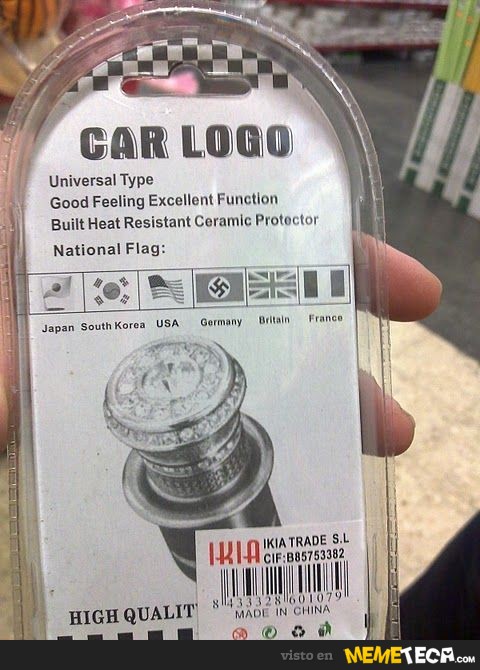 CAR LOGO
Universal Type
Good Feeling Excellent Function
Built Heat Resistant Ceramic Protector
National Flag:
Japan South Korea USA Germany Britain France
IKIA IKIA TRADE S.L
CIF:B85753382
8 433328 601079
MADE IN CHINA
HIGH QUALIT
visto en MEMETECA.COM